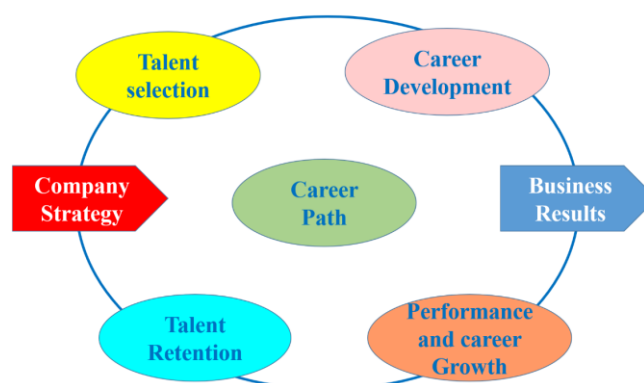 Talent
selection
Career
Development
Company
Strategy
Career
Path
Business
Results
Talent
Retention
Performance
and career
Growth